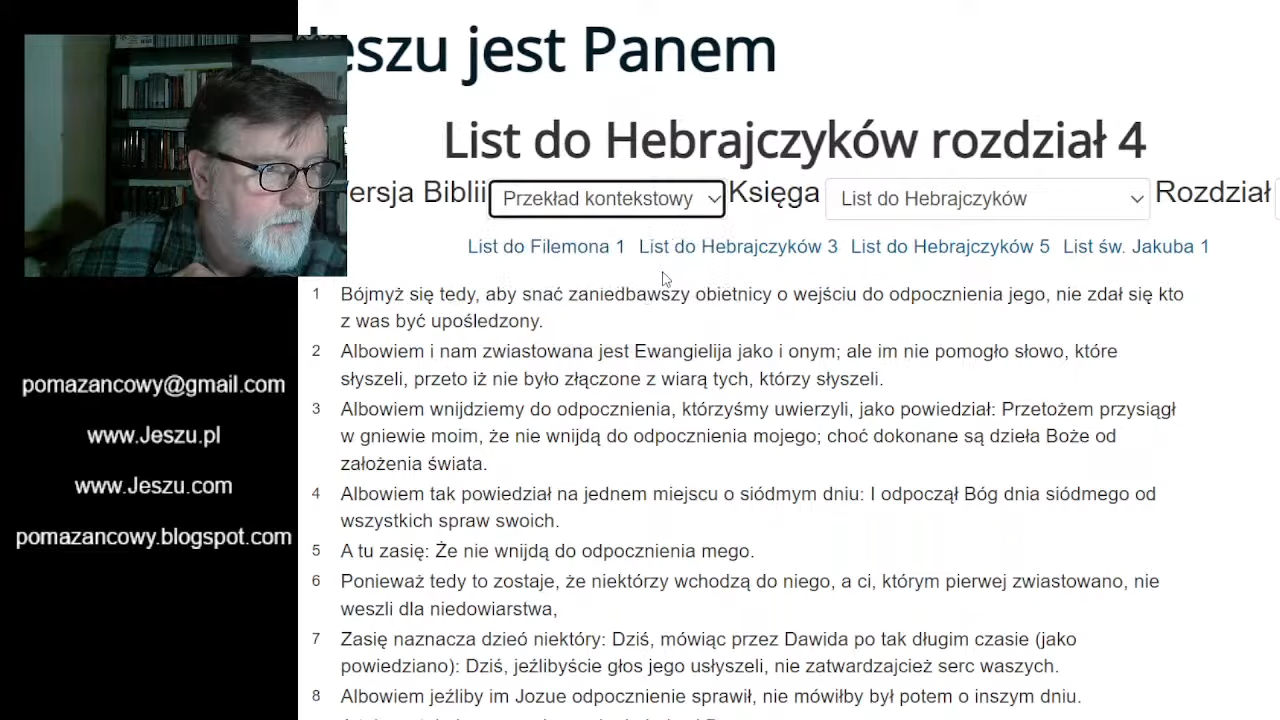 eszu jest Panem
List do Hebrajczyków rozdział 4
ersja Biblii Przekład kontekstowy Księga List do Hebrajczyków Rozdział
List do Filemona 1 List do Hebrajczyków 3 List do Hebrajczyków 5 List św. Jakuba 1
1 Bójmyż się tedy, aby snać zaniedbawszy obietnicy o wejściu do odpocznienia jego, nie zdał się kto
z was być upośledzony.
2 Albowiem i nam zwiastowana jest Ewangielija jako i onym; ale im nie pomogło słowo, które
słyszeli, przeto iż nie było złączone z wiarą tych, którzy słyszeli.
3 Albowiem wnijdziemy do odpocznienia, którzyśmy uwierzyli, jako powiedział: Przetożem przysiągł
w gniewie moim, że nie wnijdą do odpocznienia mojego; choć dokonane są dzieła Boże od
założenia świata.
4 Albowiem tak powiedział na jednem miejscu o siódmym dniu: I odpoczął Bóg dnia siódmego od
wszystkich spraw swoich.
5 A tu zasię: Że nie wnijdą do odpocznienia mego.
6 Ponieważ tedy to zostaje, że niektórzy wchodzą do niego, a ci, którym pierwej zwiastowano, nie
weszli dla niedowiarstwa,
7 Zasię naznacza dzieó niektóry: Dziś, mówiąc przez Dawida po tak długim czasie (jako
powiedziano): Dziś, jeźlibyście głos jego usłyszeli, nie zatwardzajcież serc waszych.
8 Albowiem jeźliby im Jozue odpocznienie sprawił, nie mówiłby był potem o inszym dniu.
pomazancowy@gmail.com
www.Jeszu.pl
www.Jeszu.com
pomazancowy.blogspot.com